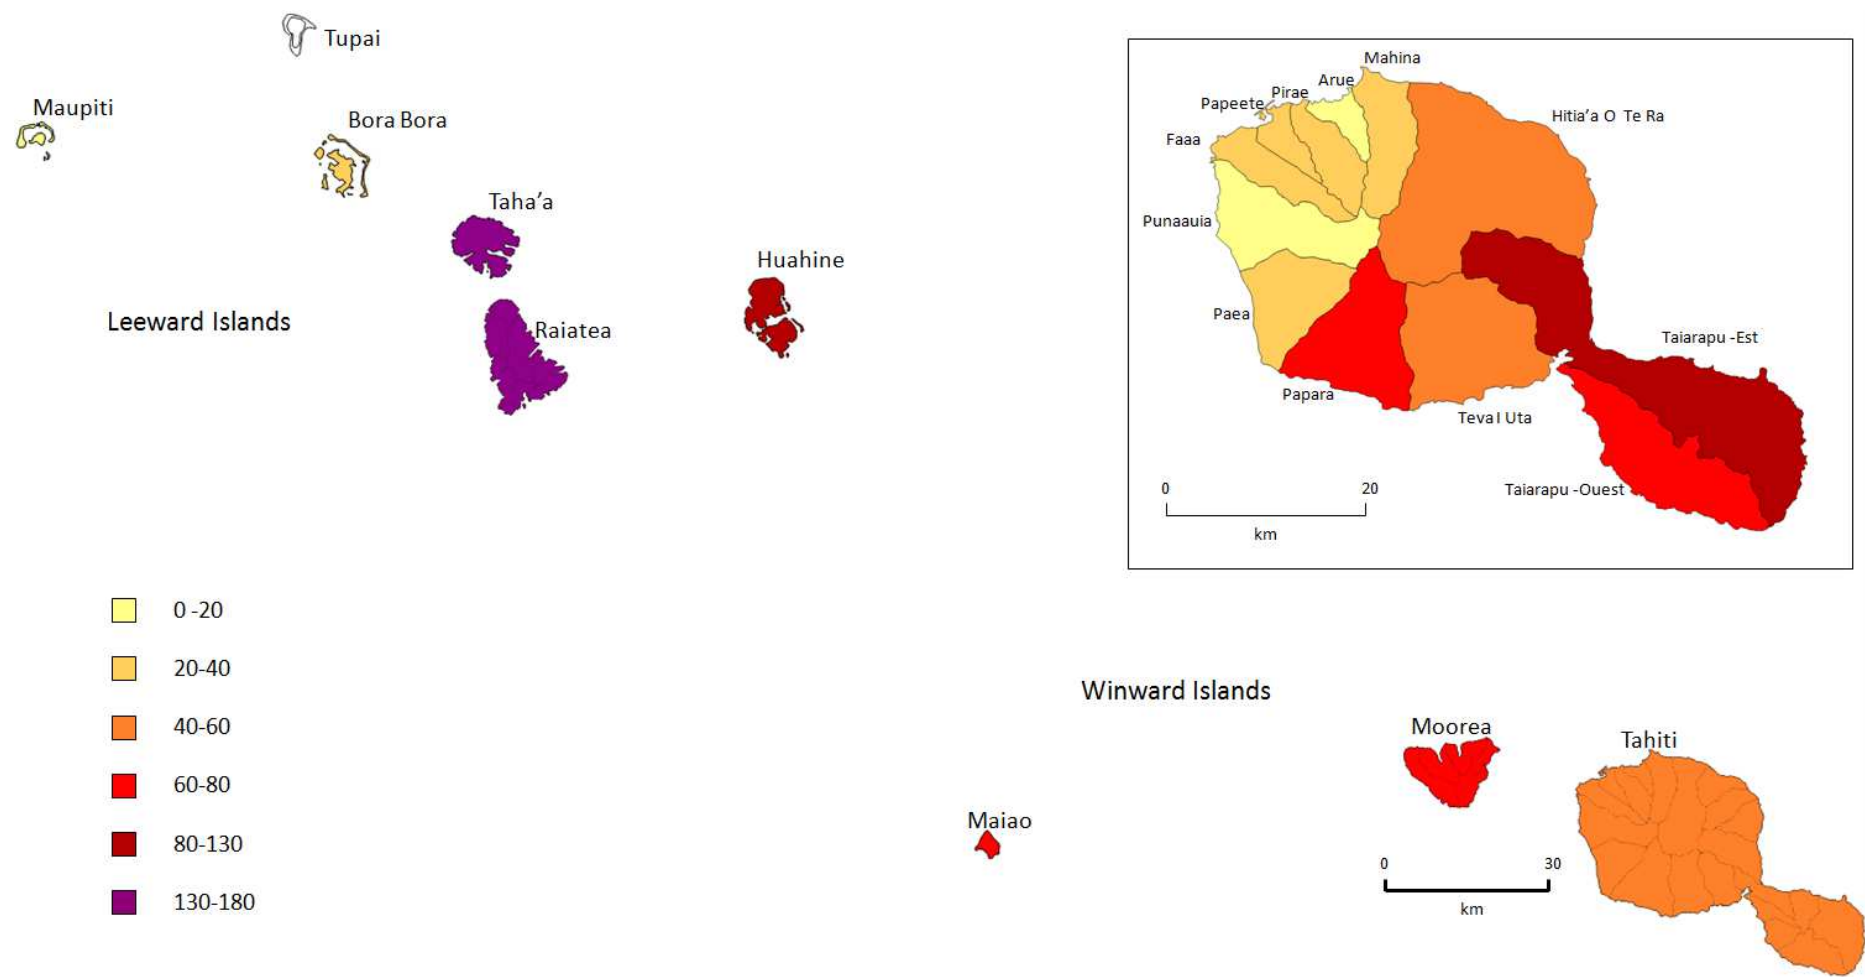 Tupai
Maupiti
Bora Bora
Taha’a
Huahine
Leeward Islands
Raiatea
Mahina
Arue
Pirae
Papeete
Hitia’a O Te Ra
Faaa
Punaauia
Paea
Taiarapu -Est
Papara
Teva I Uta
Taiarapu -Ouest
0 20
km
0 -20
20-40
40-60
60-80
80-130
130-180
Winward Islands
Moorea
Tahiti
Maiao
0 30
km